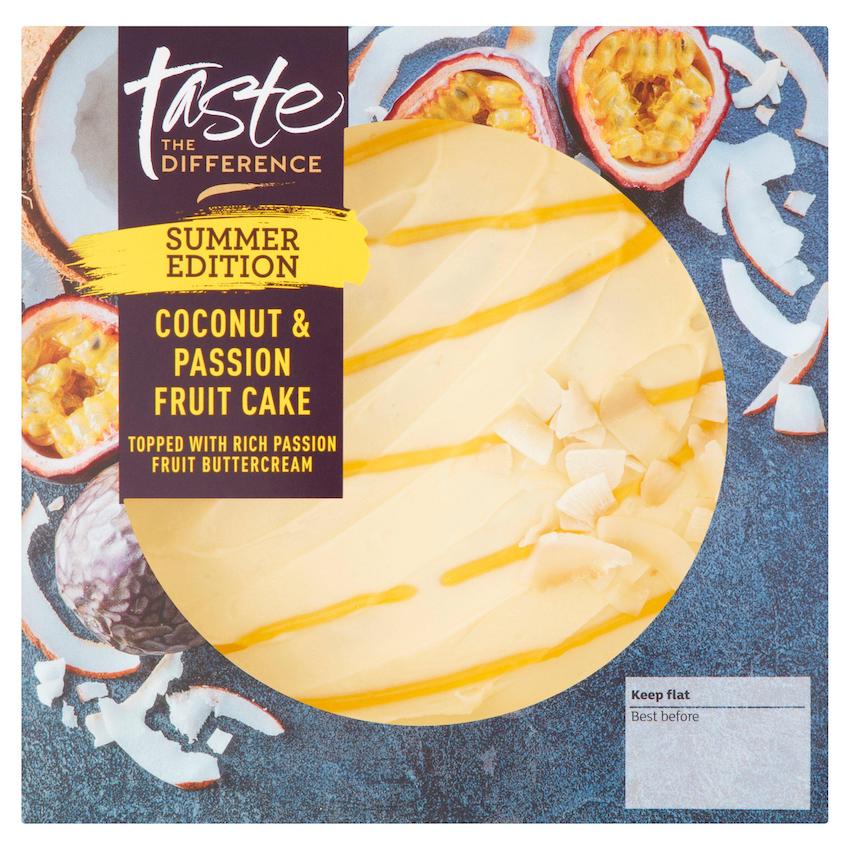 taste
THE
DIFFERENCE
SUMMER
EDITION
COCONUT &
PASSION
FRUIT CAKE
TOPPED WITH RICH PASSION
FRUIT BUTTERCREAM
Keep flat
Best before